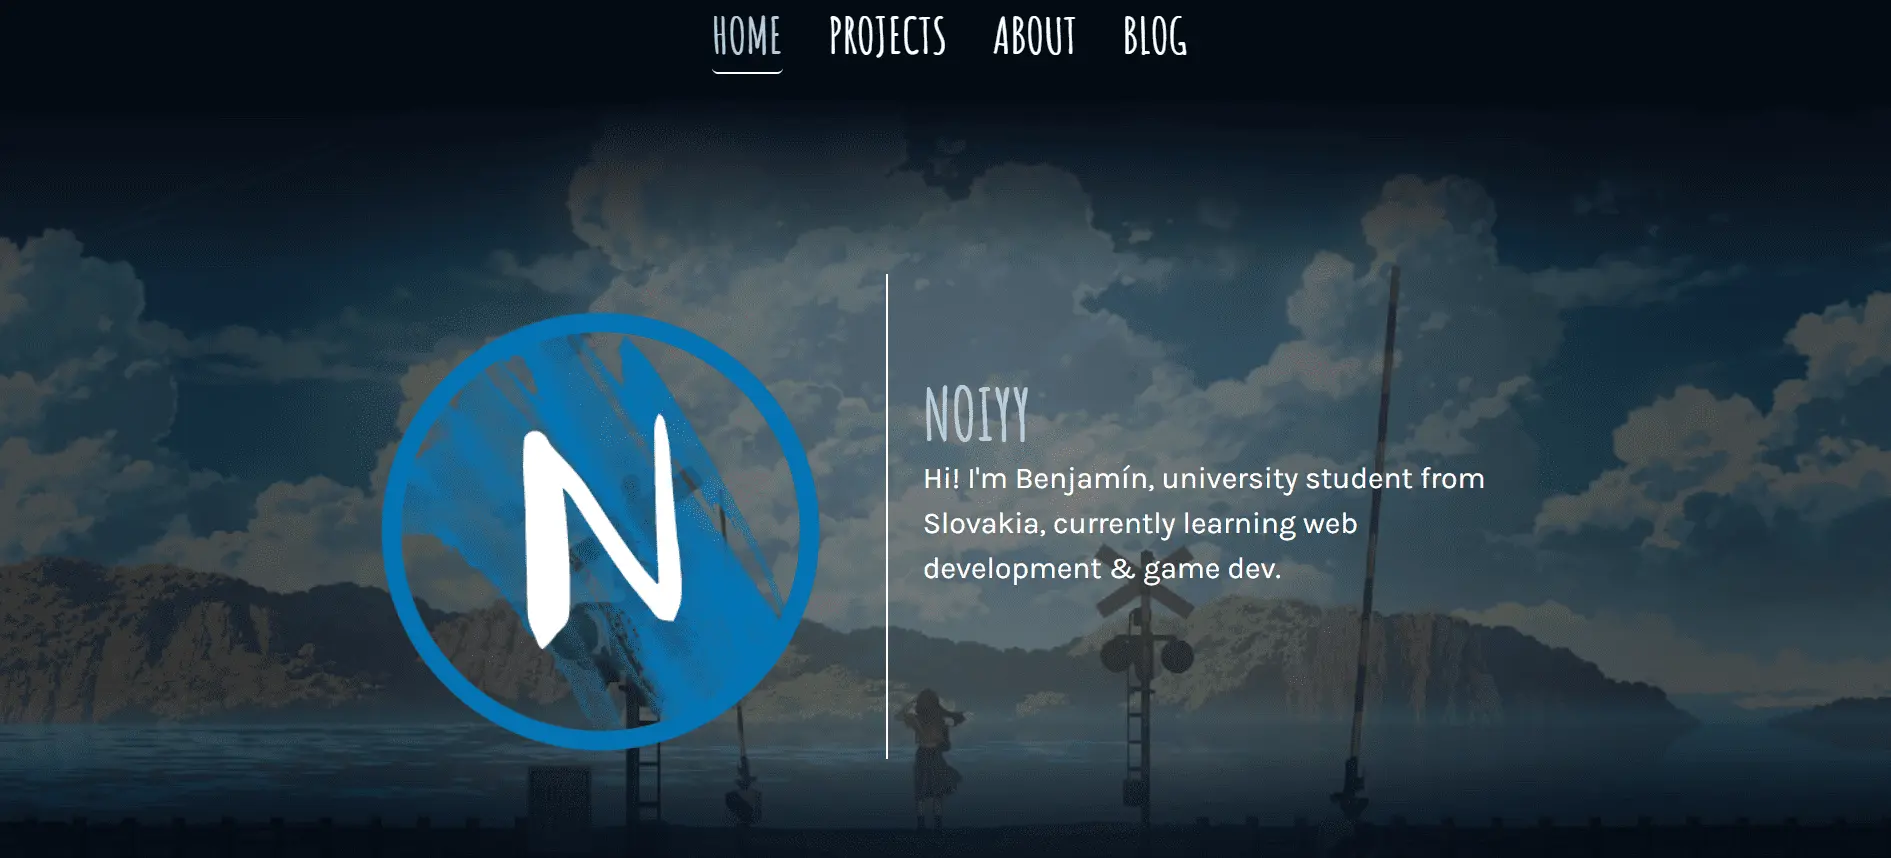 HOME PROJECTS ABOUT BLOG
N
NOIYY
Hi! I'm Benjamín, university student from
Slovakia, currently learning web
development & game dev.